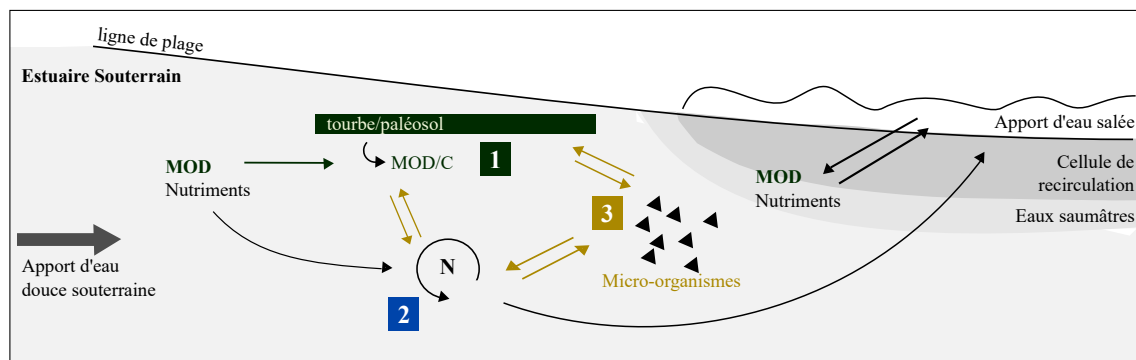 ligne de plage
Estuaire Souterrain
tourbe/paléosol
Apport d'eau salée
MOD
Nutriments
MOD/C
1
MOD
Nutriments
Cellule de
recirculation
3
Eaux saumâtres
Apport d'eau
douce souterraine
N
Micro-organismes
2